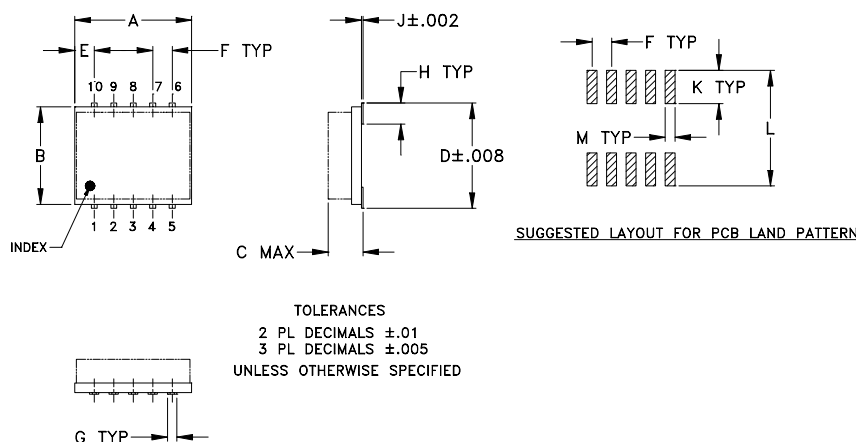 A
E
F TYP
10 9 8 7 6
B
INDEX
1 2 3 4 5
J±.002
H TYP
D±.008
C MAX
F TYP
K TYP
M TYP
L
SUGGESTED LAYOUT FOR PCB LAND PATTERN
TOLERANCES
2 PL DECIMALS ±.01
3 PL DECIMALS ±.005
UNLESS OTHERWISE SPECIFIED
G TYP